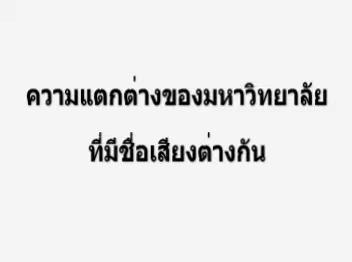 ความแตกต่างของมหาวิทยาลัย
ที่มีชื่อเสียงต่างกัน